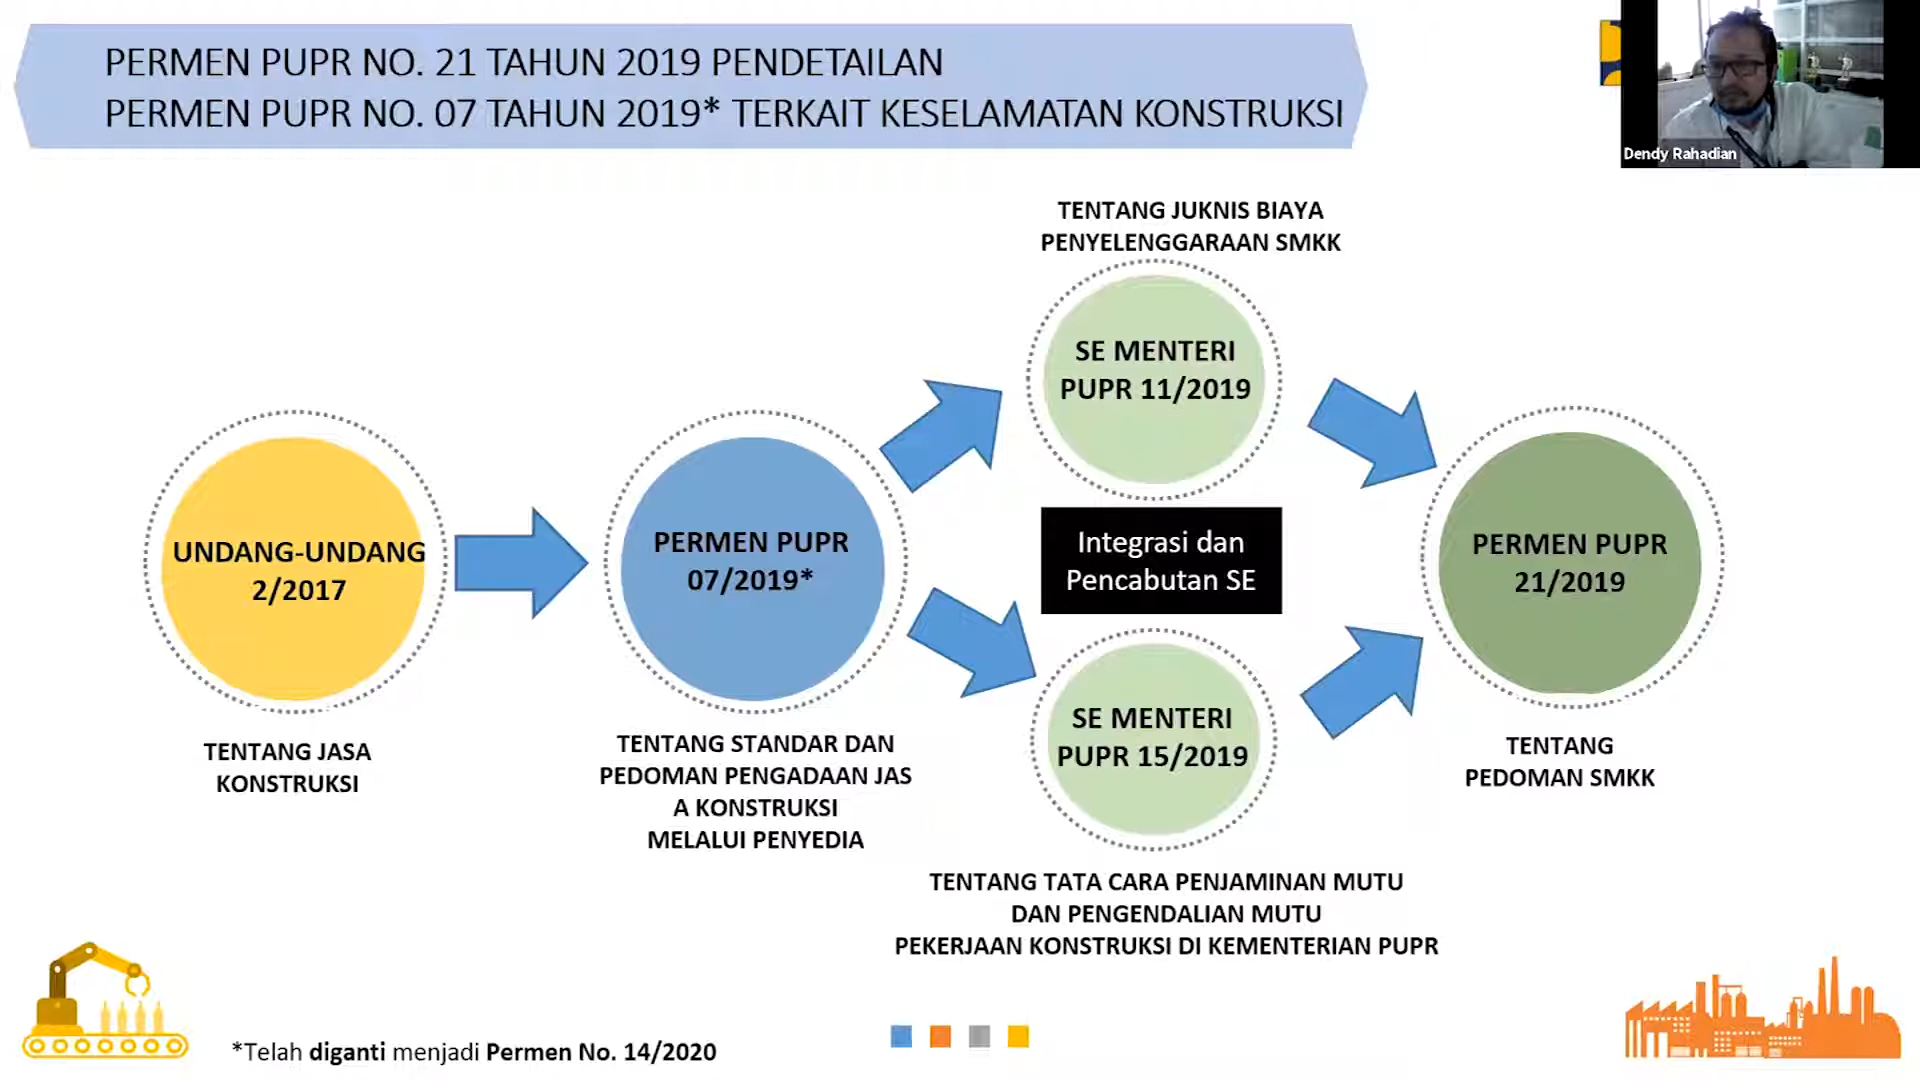 PERMEN PUPR NO. 21 TAHUN 2019 PENDETAILAN
PERMEN PUPR NO. 07 TAHUN 2019* TERKAIT KESELAMATAN KONSTRUKSI
Dendy Rahadian
TENTANG JUKNIS BIAYA
PENYELENGGARAAN SMKK
SE MENTERI
PUPR 11/2019
UNDANG-UNDANG
2/2017
TENTANG JASA
KONSTRUKSI
PERMEN PUPR
07/2019*
TENTANG STANDAR DAN
PEDOMAN PENGADAAN JAS
A KONSTRUKSI
MELALUI PENYEDIA
Integrasi dan
Pencabutan SE
SE MENTERI
PUPR 15/2019
TENTANG TATA CARA PENJAMINAN MUTU
DAN PENGENDALIAN MUTU
PEKERJAAN KONSTRUKSI DI KEMENTERIAN PUPR
PERMEN PUPR
21/2019
TENTANG
PEDOMAN SMKK
*Telah diganti menjadi Permen No. 14/2020